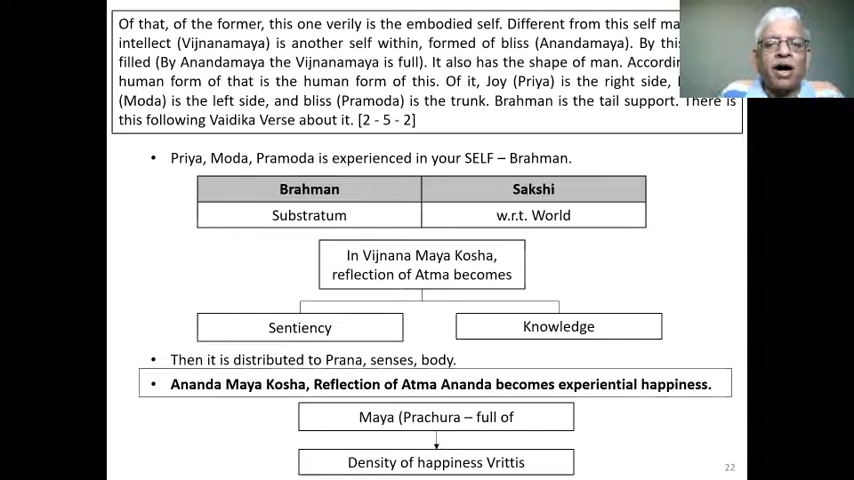 Of that, of the former, this one verily is the embodied self. Different from this self ma
intellect (Vijnanamaya) is another self within, formed of bliss (Anandamaya). By this
filled (By Anandamaya the Vijnanamaya is full). It also has the shape of man. Accordin
human form of that is the human form of this. Of it, Joy (Priya) is the right side,
(Moda) is the left side, and bliss (Pramoda) is the trunk. Brahman is the tail support. There is
this following Vaidika Verse about it. [2 - 5 - 2]
• Priya, Moda, Pramoda is experienced in your SELF – Brahman.
Brahman Sakshi
Substratum w.r.t. World
In Vijnana Maya Kosha,
reflection of Atma becomes
Sentiency Knowledge
• Then it is distributed to Prana, senses, body.
• Ananda Maya Kosha, Reflection of Atma Ananda becomes experiential happiness.
Maya (Prachura – full of
Density of happiness Vrittis
22